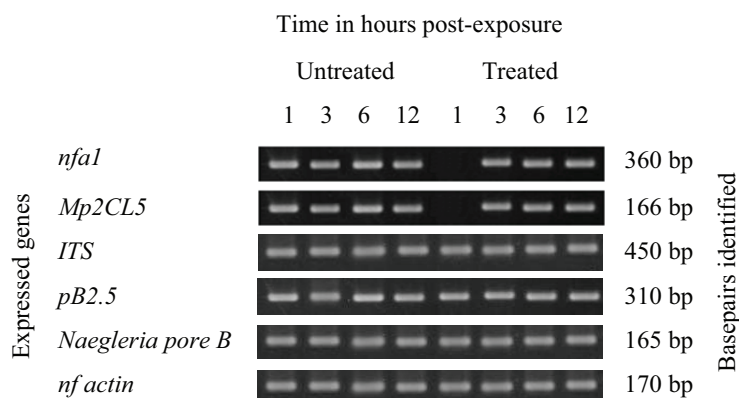 Time in hours post-exposure
Untreated Treated
1 3 6 12 1 3 6 12
nfa1 360 bp
Mp2CL5 166 bp
ITS 450 bp
pB2.5 310 bp
Naegleria pore B 165 bp
nf actin 170 bp
Expressed genes
Basepairs identified